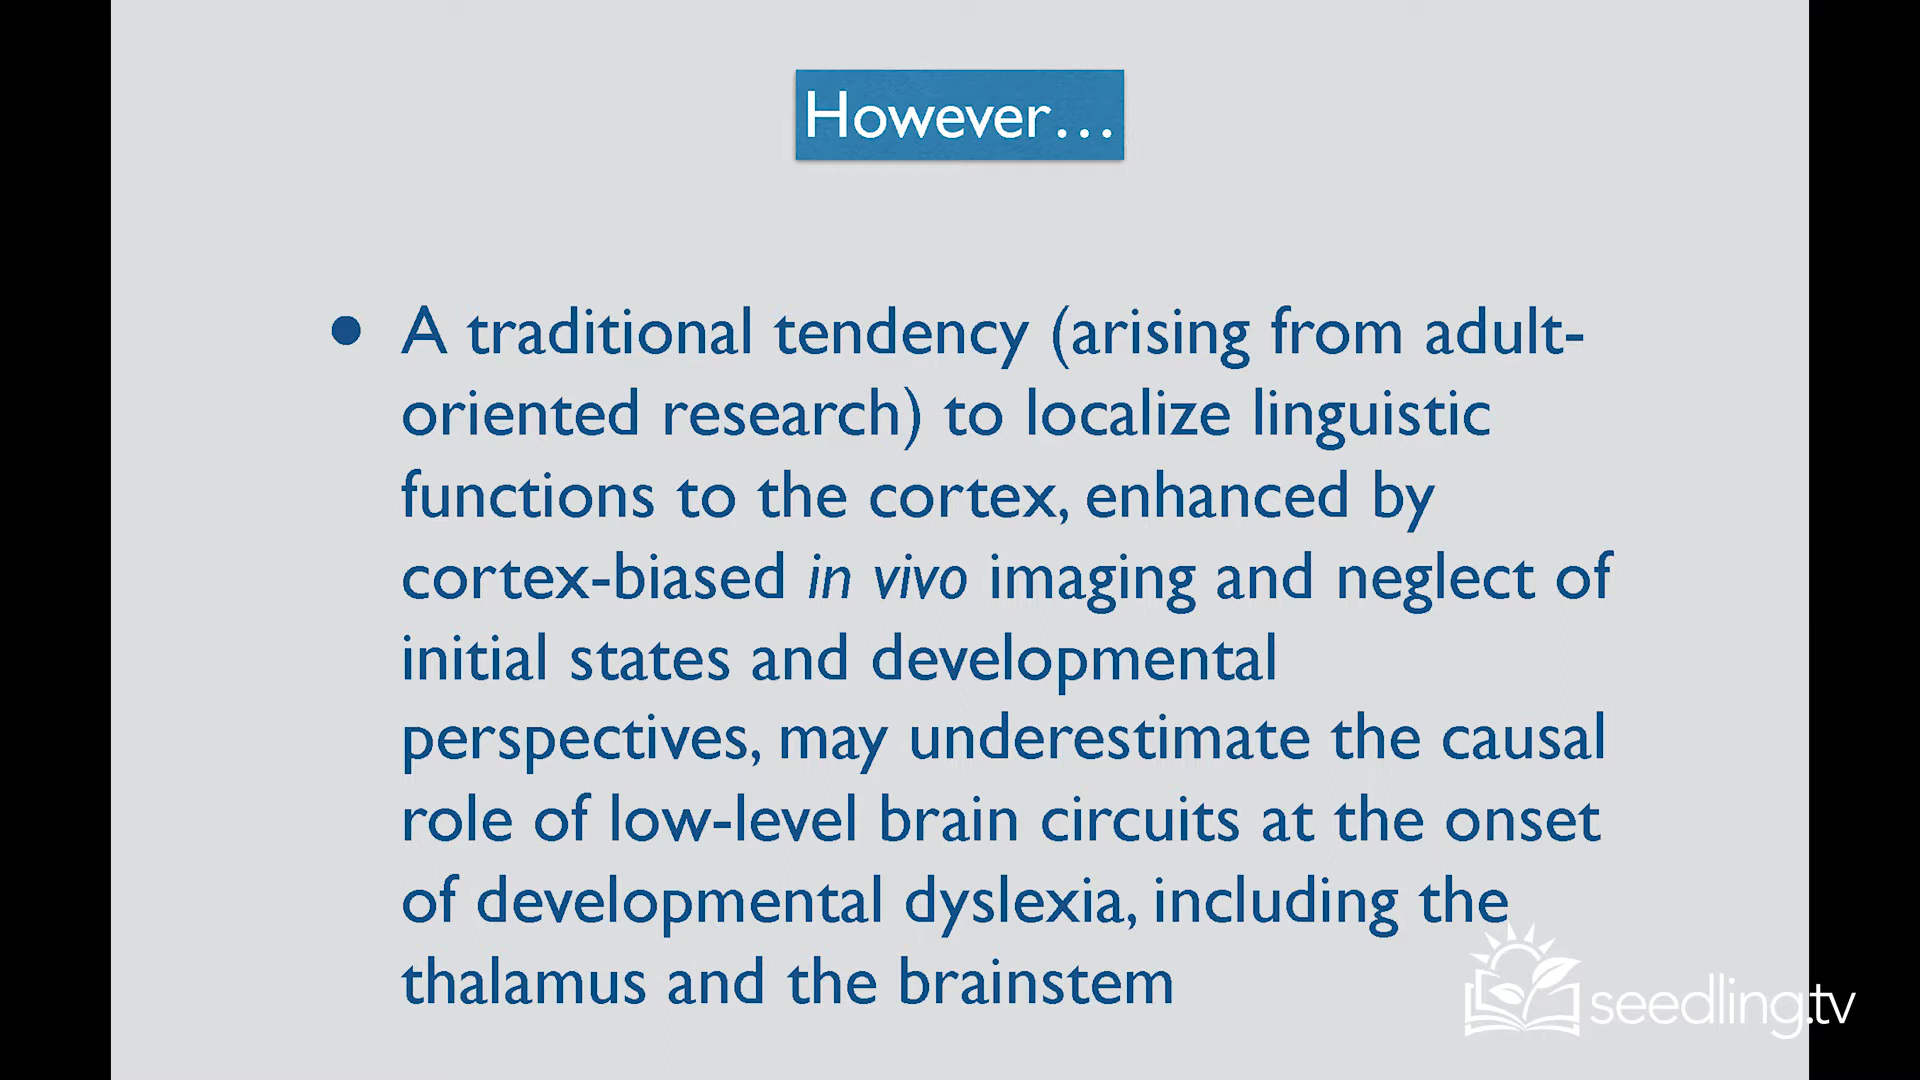 However…
• A traditional tendency (arising from adult-
oriented research) to localize linguistic
functions to the cortex, enhanced by
cortex-biased in vivo imaging and neglect of
initial states and developmental
perspectives, may underestimate the causal
role of low-level brain circuits at the onset
of developmental dyslexia, including the
thalamus and the brainstem
seedling.tv